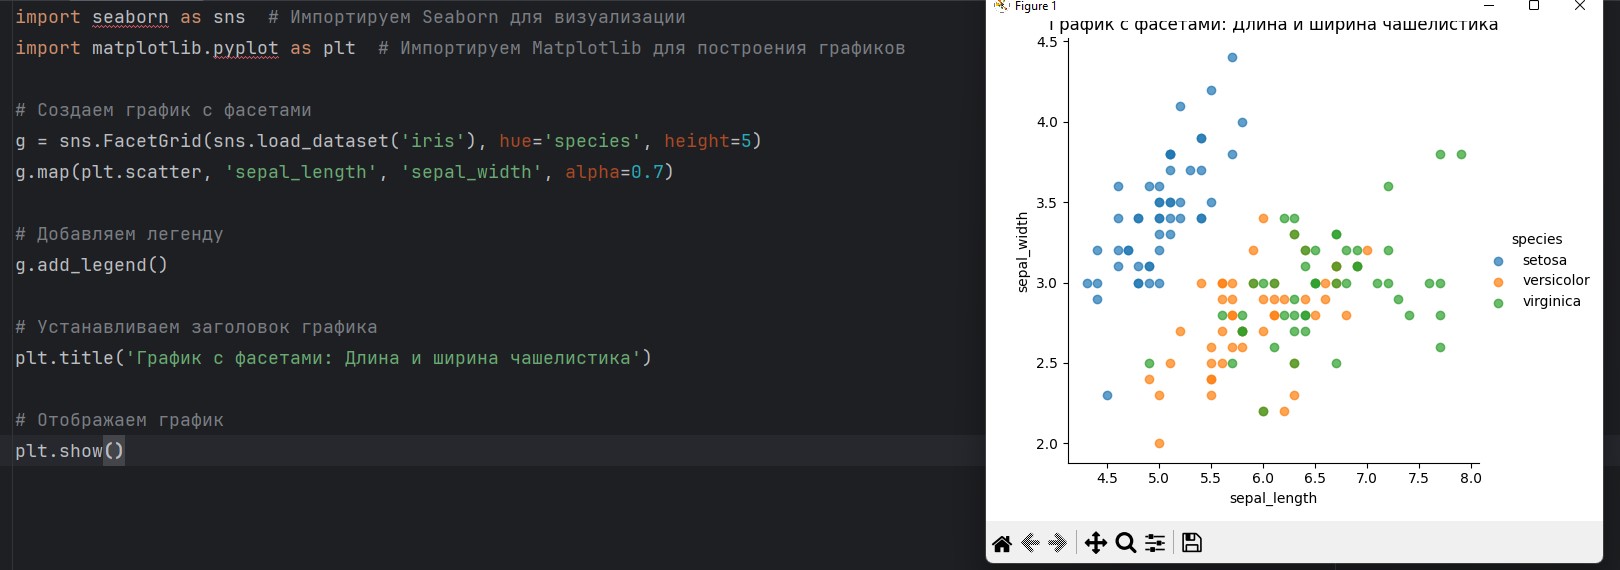 import seaborn as sns  # Импортируем Seaborn для визуализации
import matplotlib.pyplot as plt  # Импортируем Matplotlib для построения графиков
# Создаем график с фасетами
g = sns.FacetGrid(sns.load_dataset('iris'), hue='species', height=5)
g.map(plt.scatter, 'sepal_length', 'sepal_width', alpha=0.7)
# Добавляем легенду
g.add_legend()
# Устанавливаем заголовок графика
plt.title('График с фасетами: Длина и ширина чашелистика')
# Отображаем график
plt.show()
Figure 1
График с фасетами: Длина и ширина чашелистика
4.5
4.0
3.5
3.0
2.5
2.0
sepal_width
4.5 5.0 5.5 6.0 6.5 7.0 7.5 8.0
sepal_length
species
setosa
versicolor
virginica